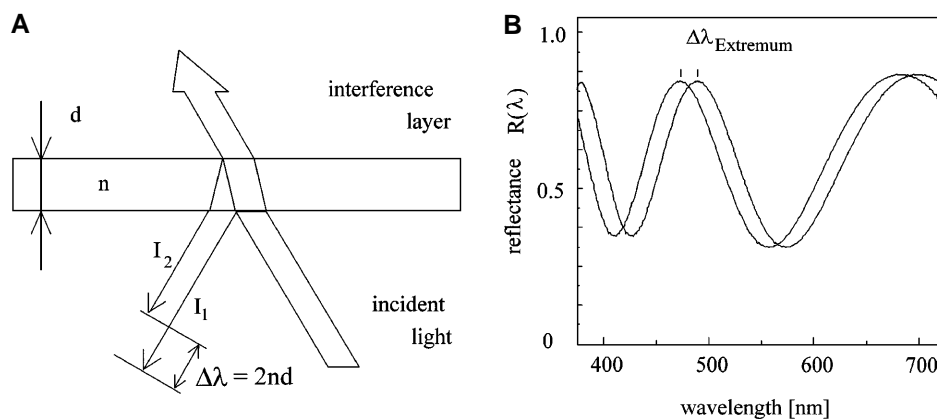 A
d
interference
layer
n
I2
I1
incident
light
Δλ = 2nd
B
1.0
ΔλExtremum
reflectance R(λ)
0.5
0
400 500 600 700
wavelength [nm]